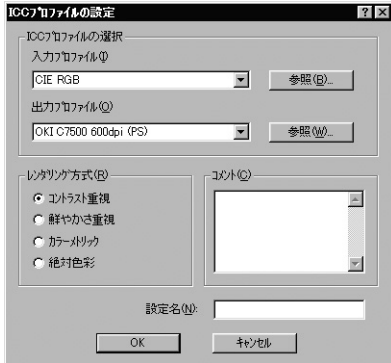 ICCプロファイルの設定
ICCプロファイルの選択
入力プロファイル(I)
CIE RGB
参照(B)...
出力プロファイル(O)
OKI C7500 600dpi (PS)
参照(W)...
レンダリング方式(R)
コントラスト重視
鮮やかさ重視
カラーメトリック
絶対色彩
コメント(C)
設定名(N):
OK
キャンセル